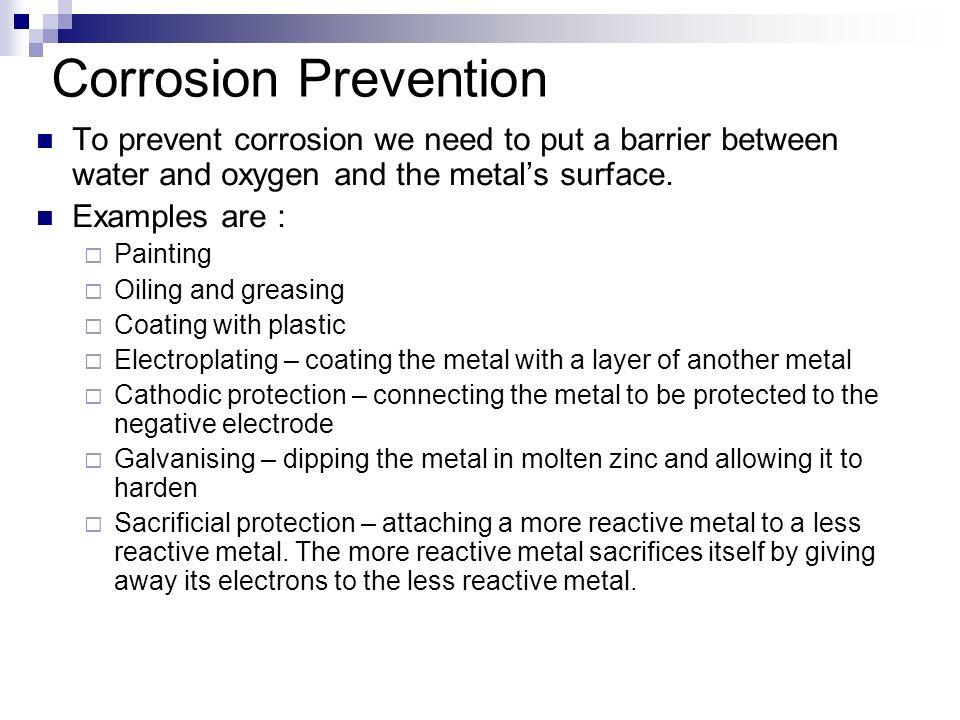 Corrosion Prevention
To prevent corrosion we need to put a barrier between
water and oxygen and the metal’s surface.
Examples are :
Painting
Oiling and greasing
Coating with plastic
Electroplating – coating the metal with a layer of another metal
Cathodic protection – connecting the metal to be protected to the
negative electrode
Galvanising – dipping the metal in molten zinc and allowing it to
harden
Sacrificial protection – attaching a more reactive metal to a less
reactive metal. The more reactive metal sacrifices itself by giving
away its electrons to the less reactive metal.